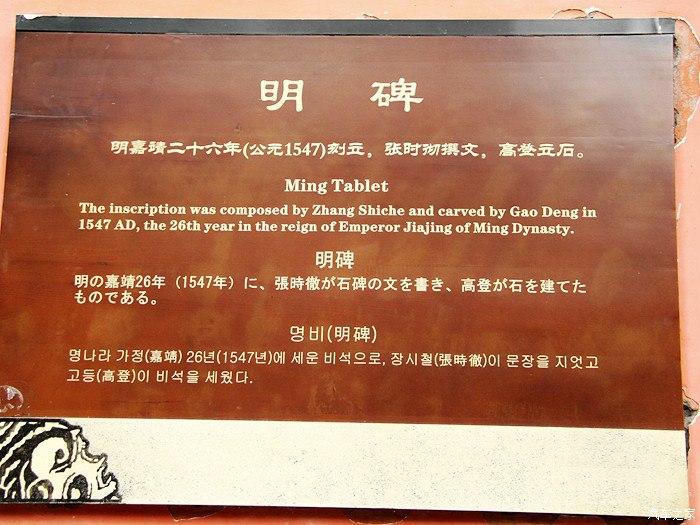 明 碑
明嘉靖二十六年(公元1547)刻立，张时彻撰文，高登立石。
Ming Tablet
The inscription was composed by Zhang Shiche and carved by Gao Deng in
1547 AD, the 26th year in the reign of Emperor Jiajing of Ming Dynasty.
明碑
明の嘉靖26年（1547年）に、張時徹が石碑の文を書き、高登が石を建てた
ものである。
명비(明碑)
명나라 가정(嘉靖) 26년(1547년)에 세운 비석으로, 장시철(張時徹)이 문장을 지엇고
고등(高登)이 비석을 세웠다.
汽车之家